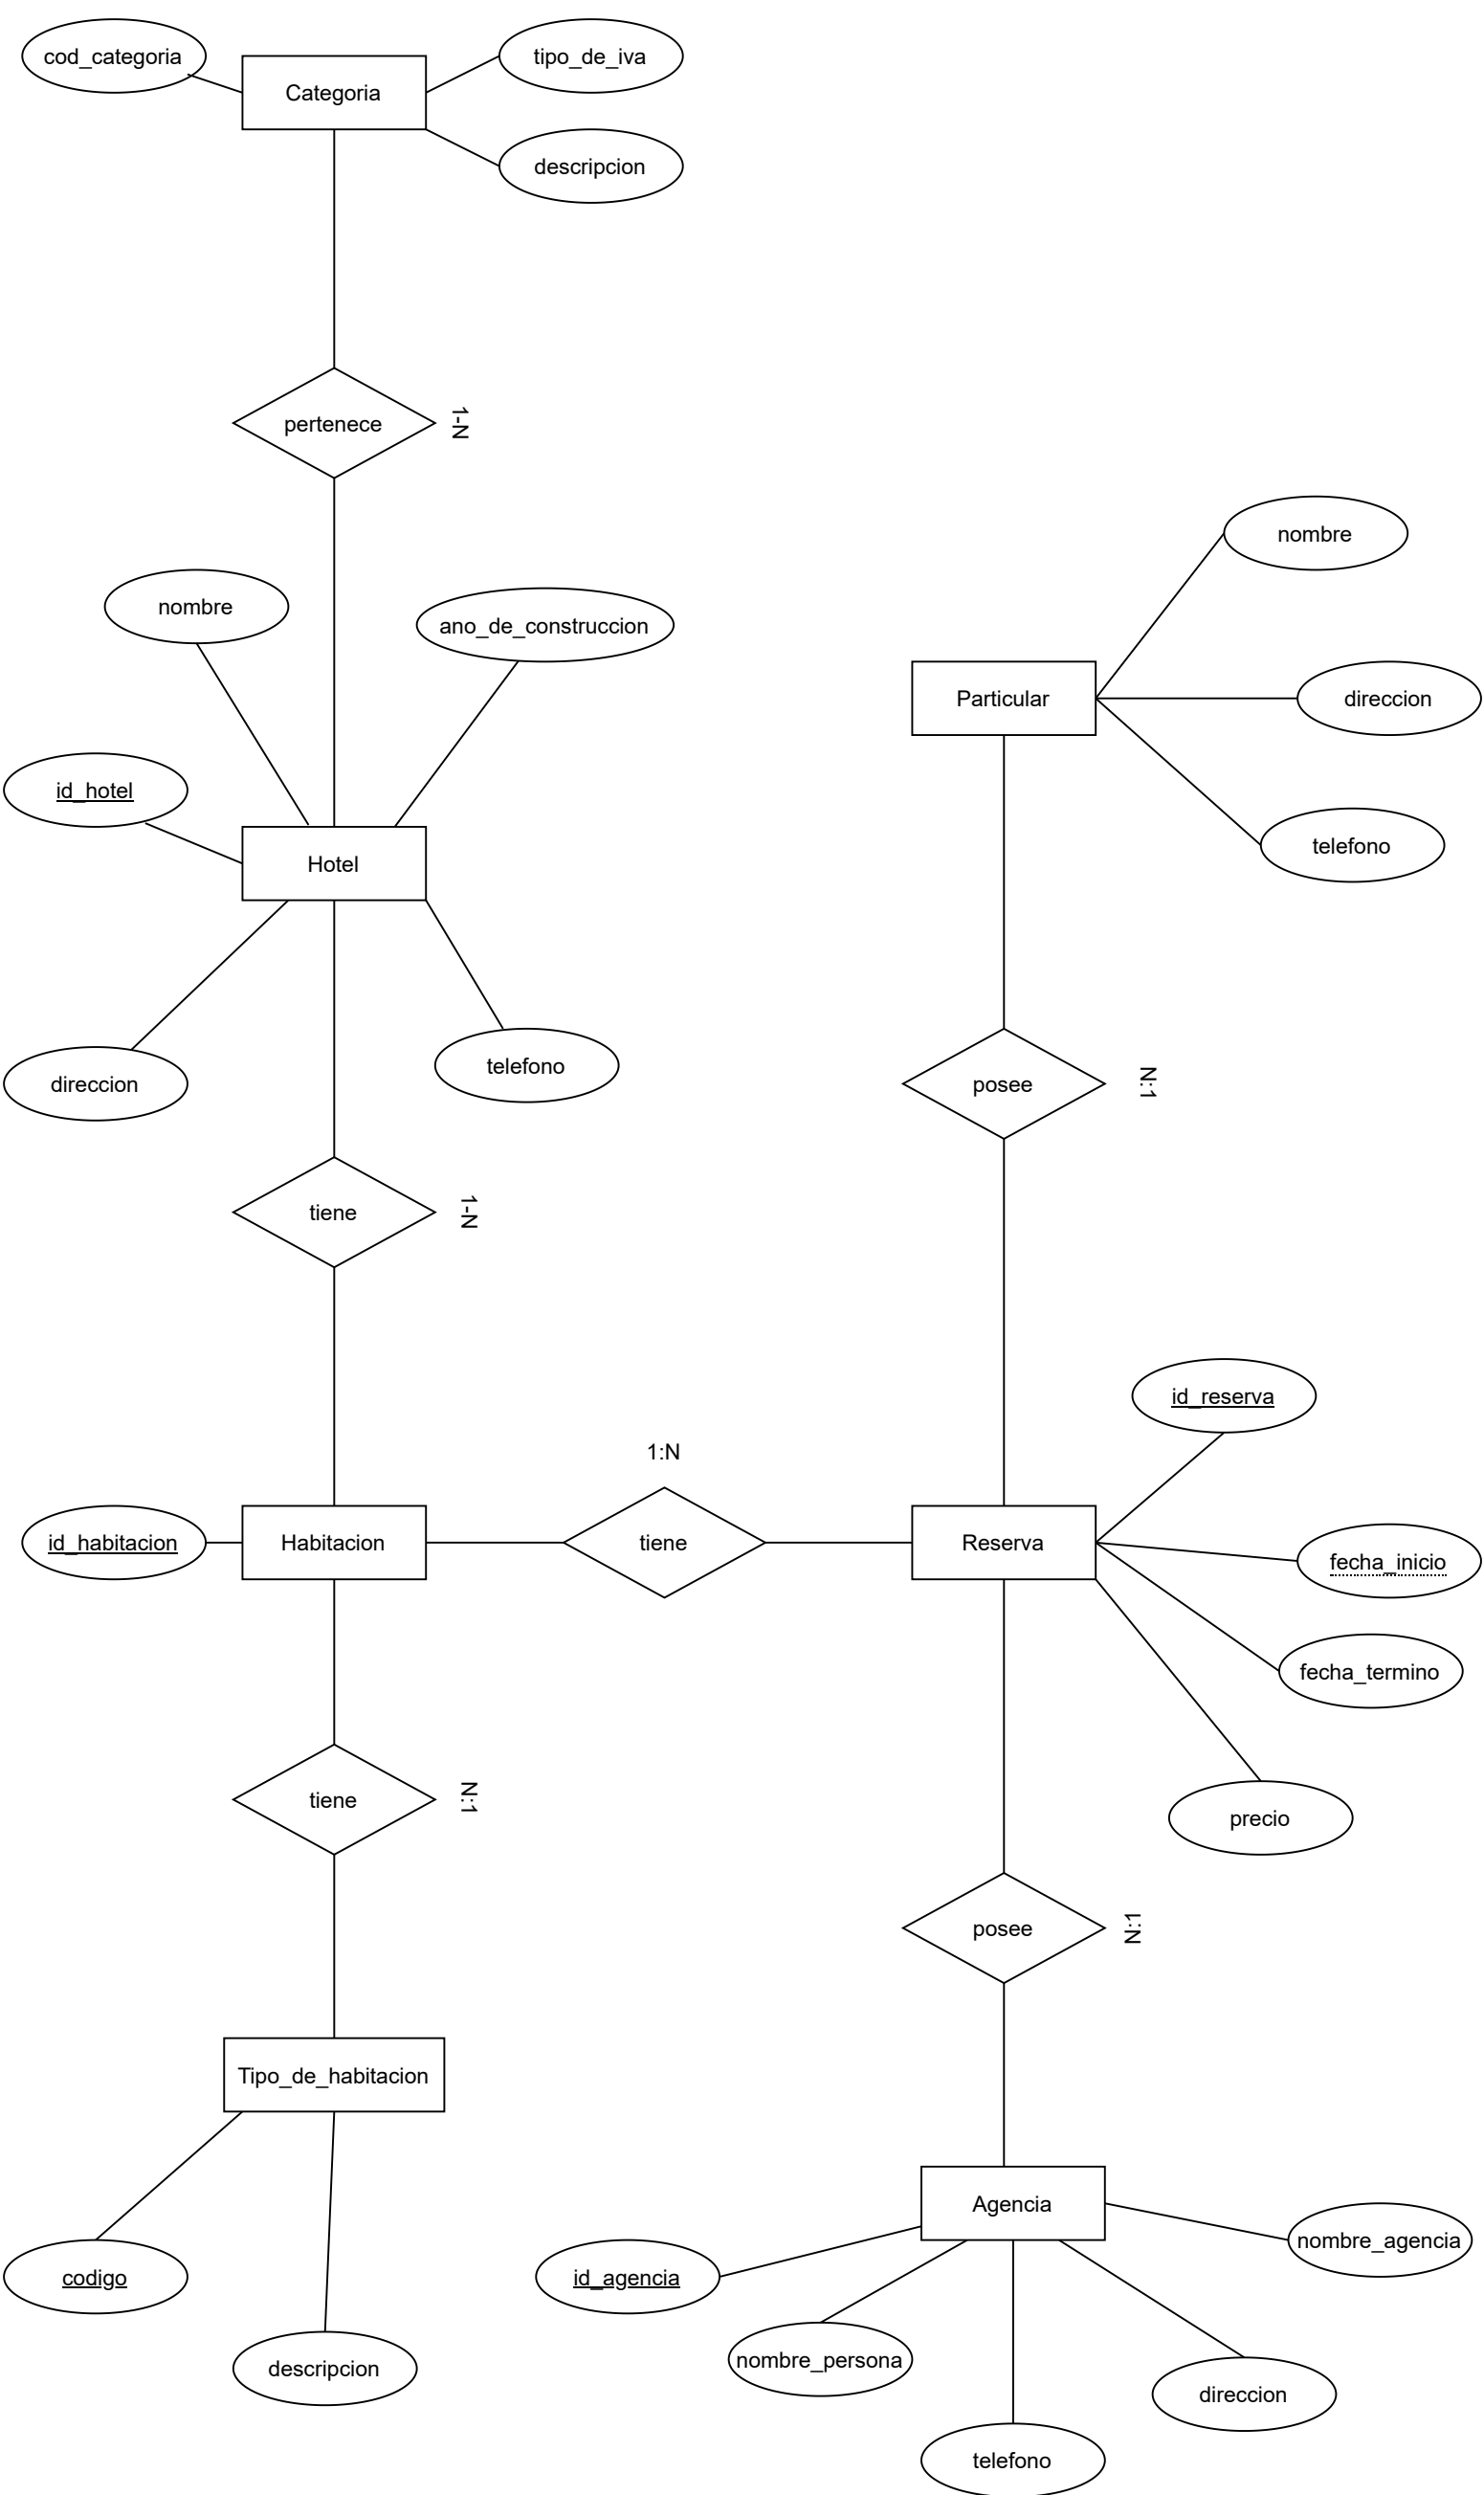 cod_categoria
Categoria
tipo_de_iva
descripcion
pertenece
1-N
nombre
ano_de_construccion
id_hotel
Hotel
direccion
telefono
tiene
1-N
nombre
Particular
direccion
telefono
posee
N:1
id_habitacion
Habitacion
1:N
tiene
Reserva
id_reserva
fecha_inicio
fecha_termino
precio
tiene
N:1
posee
N:1
Tipo_de_habitacion
codigo
descripcion
Agencia
nombre_agencia
id_agencia
nombre_persona
direccion
telefono